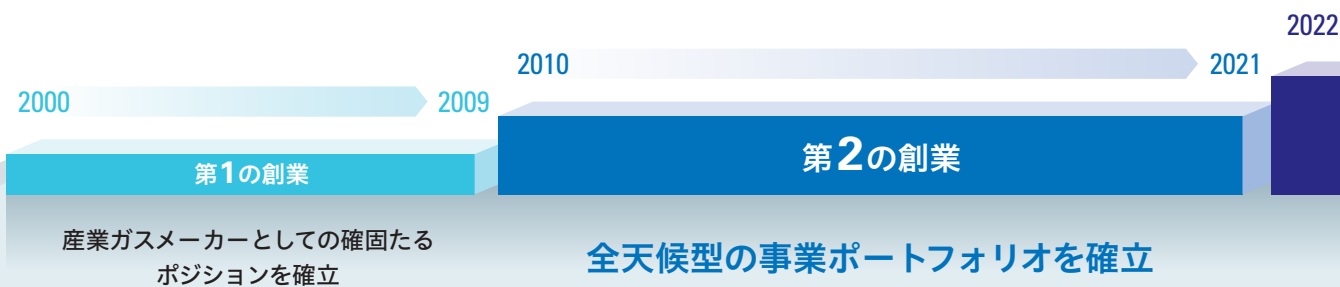 2000
2009
第1の創業
産業ガスメーカーとしての確固たる
ポジションを確立
2010
2021
第2の創業
全天候型の事業ポートフォリオを確立
2022